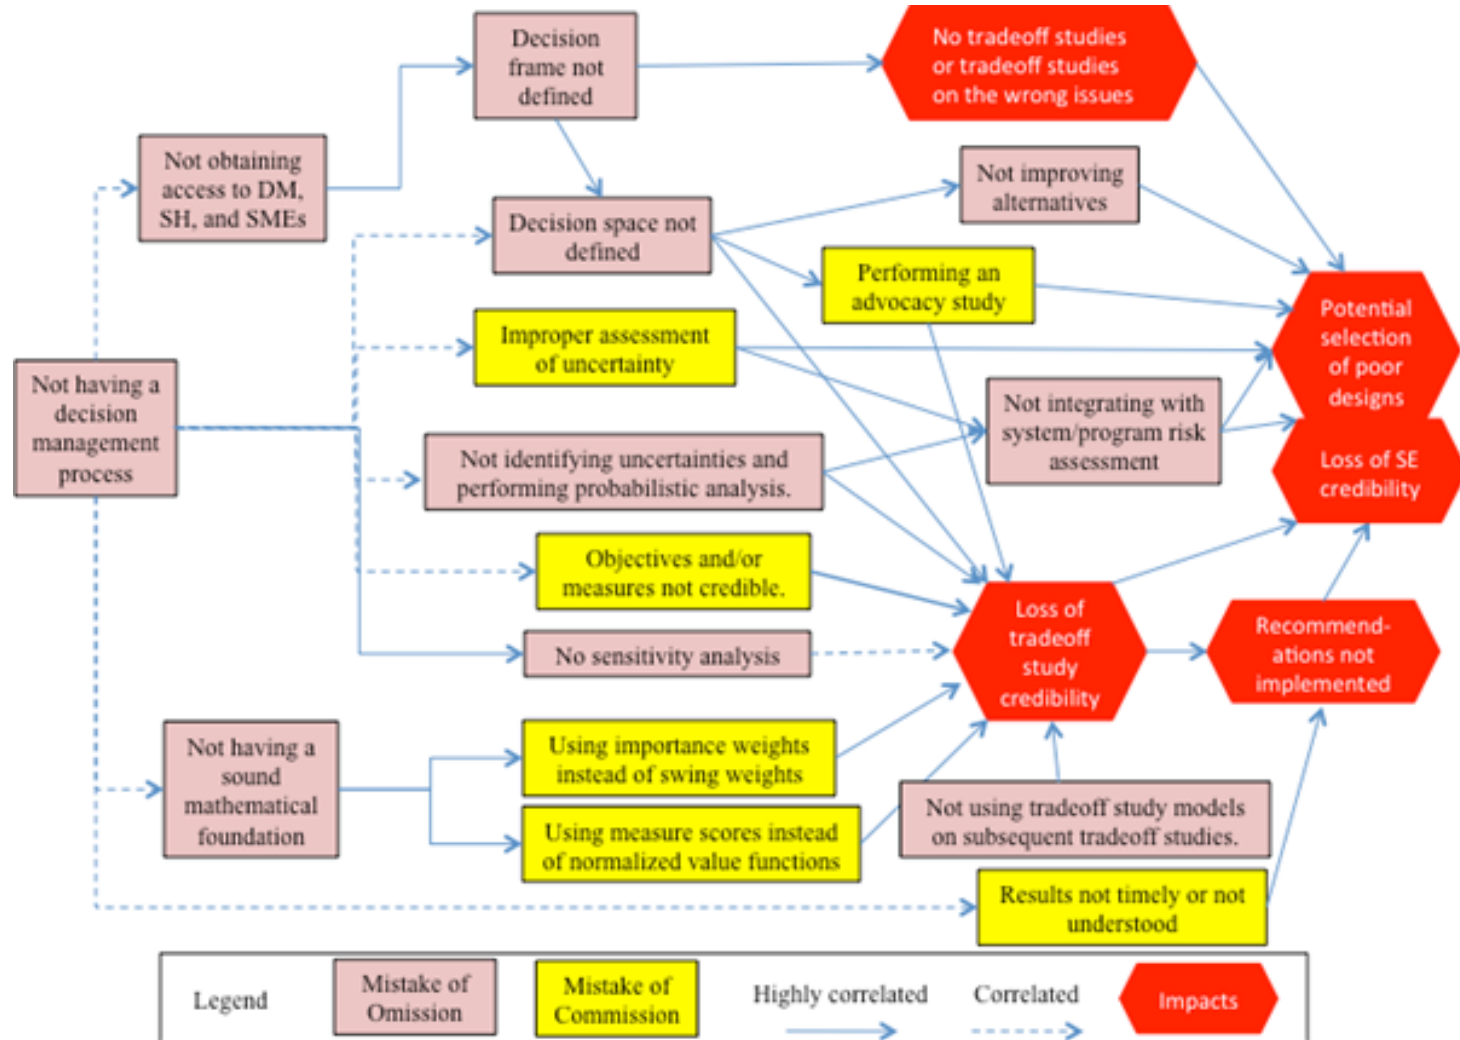 Decision
frame not
defined
No tradeoff studies
or tradeoff studies
on the wrong issues
Not obtaining
access to DM,
SH, and SMEs
Not improving
alternatives
Decision space not
defined
Performing an
advocacy study
Improper assessment
of uncertainty
Potential
selection
of poor
designs
Not having a
decision
management
process
Not integrating with
system/program risk
assessment
Not identifying uncertainties and
performing probabilistic analysis.
Loss of SE
credibility
Objectives and/or
measures not credible.
Loss of
tradeoff
study
credibility
Recommend-
ations not
implemented
No sensitivity analysis
Not having a
sound
mathematical
foundation
Using importance weights
instead of swing weights
Using measure scores instead
of normalized value functions
Not using tradeoff study models
on subsequent tradeoff studies.
Results not timely or not
understood
Legend
Mistake of
Omission
Mistake of
Commission
Highly correlated
Correlated
Impacts